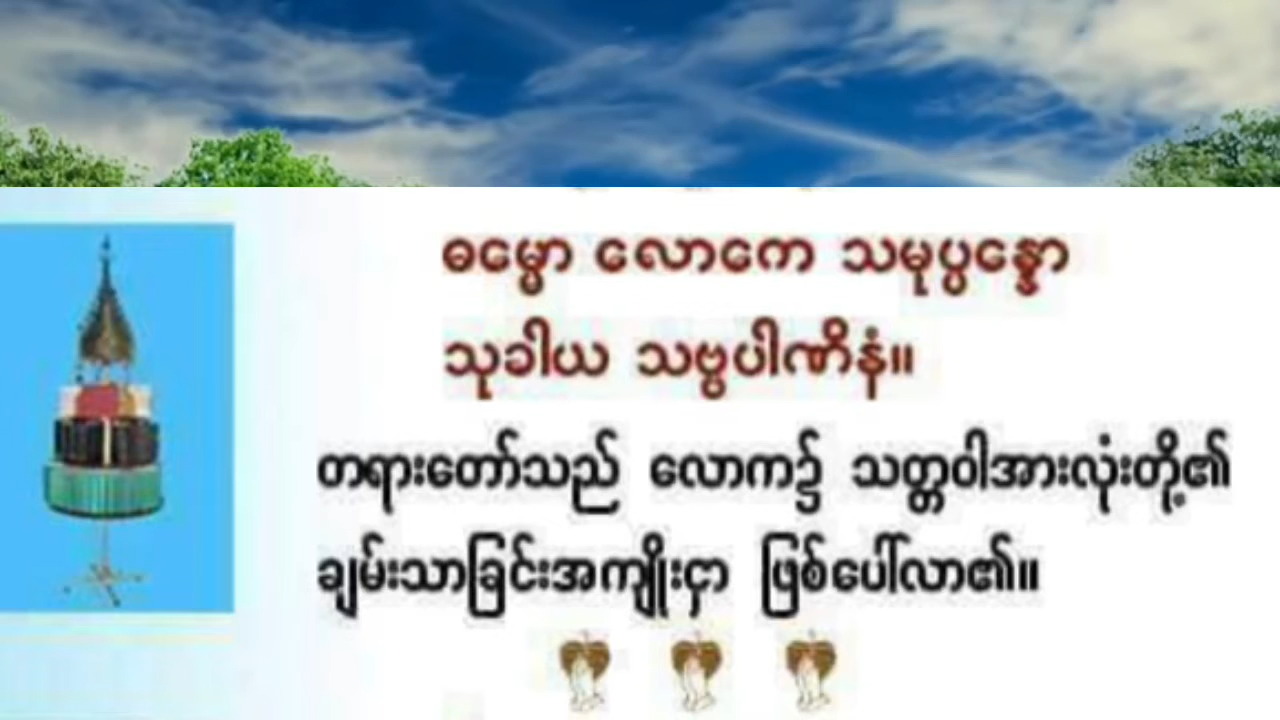 ဓမ္မော လောကေ သမုပ္ပန္နော
သုခါယ သဗ္ဗပါဏိနံ။
တရားတော်သည် လောက၌ သတ္တဝါအားလုံးတို့၏
ချမ်းသာခြင်းအကျိုးငှာ ဖြစ်ပေါ်လာ၏။